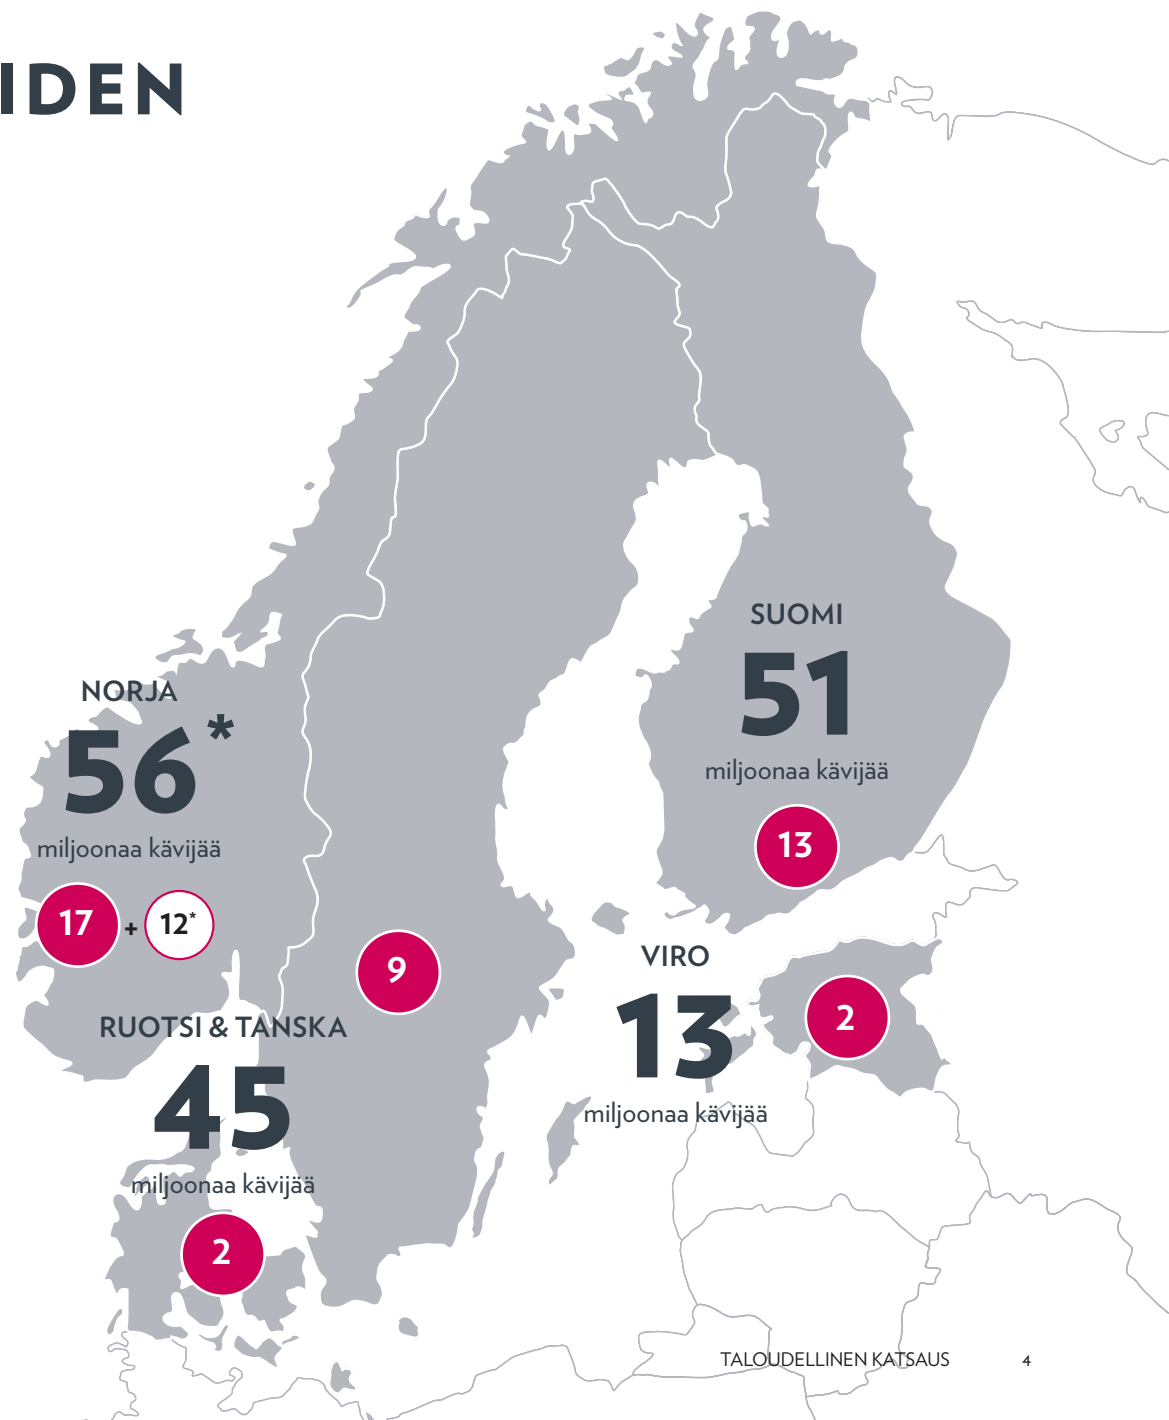 IDEN
SUOMI
51
miljoonaa kävijää
13
NORJA
56*
miljoonaa kävijää
17 + 12*
9
VIRO
13
miljoonaa kävijää
2
RUOTSI & TANSKA
45
miljoonaa kävijää
2
TALOUDELLINEN KATSAUS 4